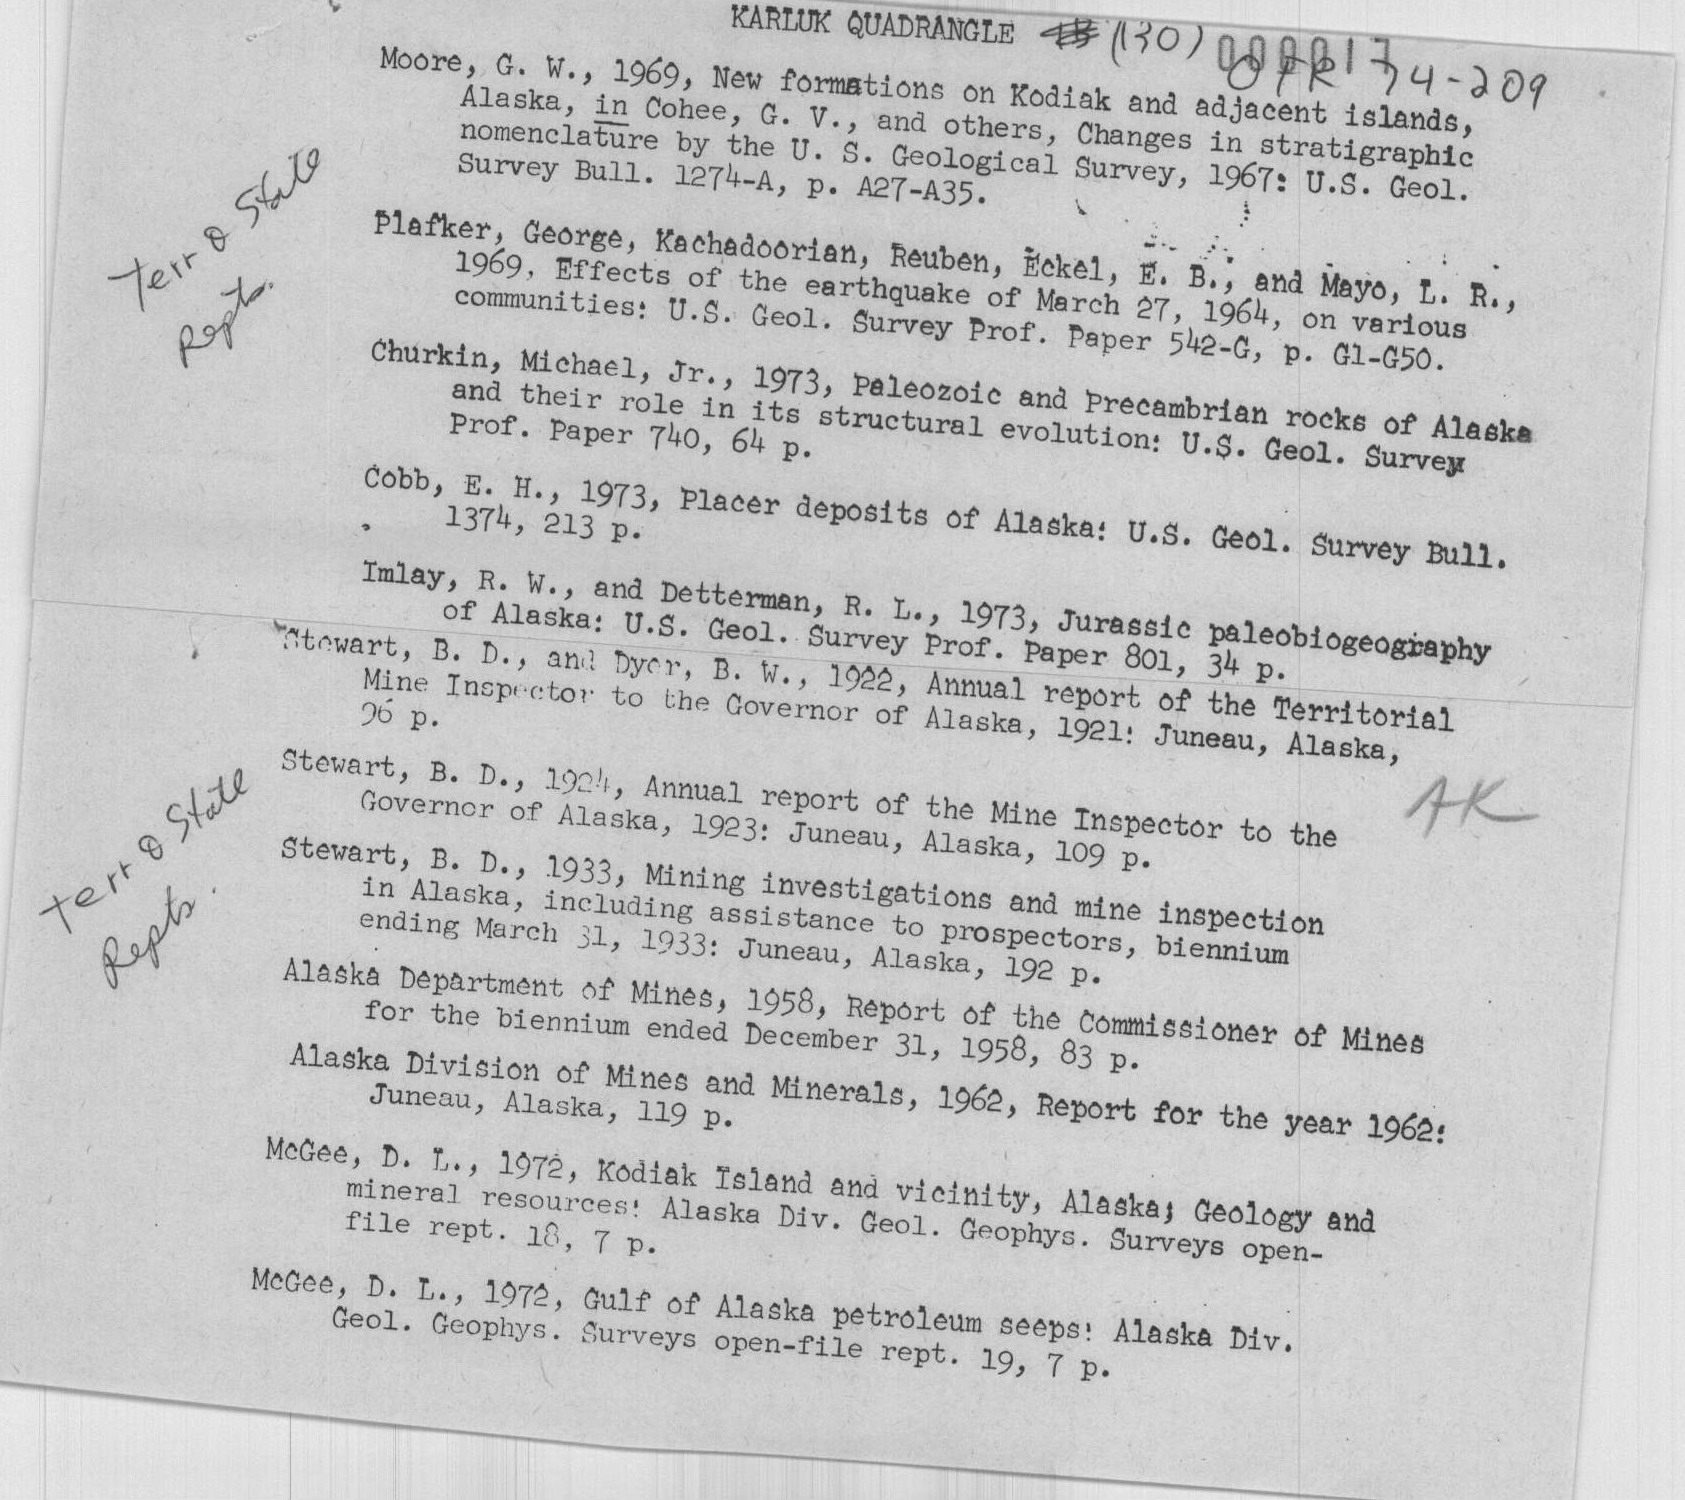 KARLUK QUADRANGLE (130) 000017
OFR 74-209
Moore, G. W., 1969, New formations on Kodiak and adjacent islands,
Alaska, in Cohee, G. V., and others, Changes in stratigraphic
nomenclature by the U. S. Geological Survey, 1967: U.S. Geol.
Survey Bull. 1274-A, p. A27-A35.
Terr & State
Repts.
Plafker, George, Kachadoorian, Reuben, Eckel, E. B., and Mayo, L. R.,
1969, Effects of the earthquake of March 27, 1964, on various
communities: U.S. Geol. Survey Prof. Paper 542-G, p. G1-G50.
Churkin, Michael, Jr., 1973, Paleozoic and Precambrian rocks of Alaska
and their role in its structural evolution: U.S. Geol. Survey
Prof. Paper 740, 64 p.
Cobb, E. H., 1973, Placer deposits of Alaska: U.S. Geol. Survey Bull.
1374, 213 p.
Imlay, R. W., and Detterman, R. L., 1973, Jurassic paleobiogeography
of Alaska: U.S. Geol. Survey Prof. Paper 801, 34 p.
Stewart, B. D., and Dyer, B. W., 1922, Annual report of the Territorial
Mine Inspector to the Governor of Alaska, 1921: Juneau, Alaska,
96 p.
Stewart, B. D., 1924, Annual report of the Mine Inspector to the
Governor of Alaska, 1923: Juneau, Alaska, 109 p.
AK
Terr & State
Repts.
Stewart, B. D., 1933, Mining investigations and mine inspection
in Alaska, including assistance to prospectors, biennium
ending March 31, 1933: Juneau, Alaska, 192 p.
Alaska Department of Mines, 1958, Report of the Commissioner of Mines
for the biennium ended December 31, 1958, 83 p.
Alaska Division of Mines and Minerals, 1962, Report for the year 1962:
Juneau, Alaska, 119 p.
McGee, D. L., 1972, Kodiak Island and vicinity, Alaska; Geology and
mineral resources: Alaska Div. Geol. Geophys. Surveys open-
file rept. 18, 7 p.
McGee, D. L., 1972, Gulf of Alaska petroleum seeps: Alaska Div.
Geol. Geophys. Surveys open-file rept. 19, 7 p.